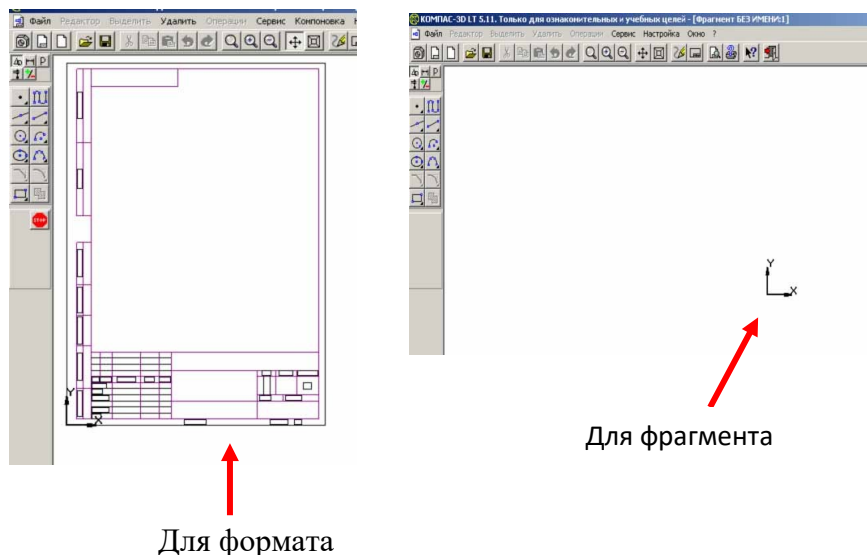 Файл Редактор Выделить Удалить Операции Сервис Компоновка
Y
X
Для формата
КОМПАС-3D LT 5.11. Только для ознакомительных и учебных целей - [Фрагмент БЕЗ ИМЕНИ:1]
Файл Редактор Выделить Удалить Операции Сервис Настройка Окно ?
Y
X
Для фрагмента